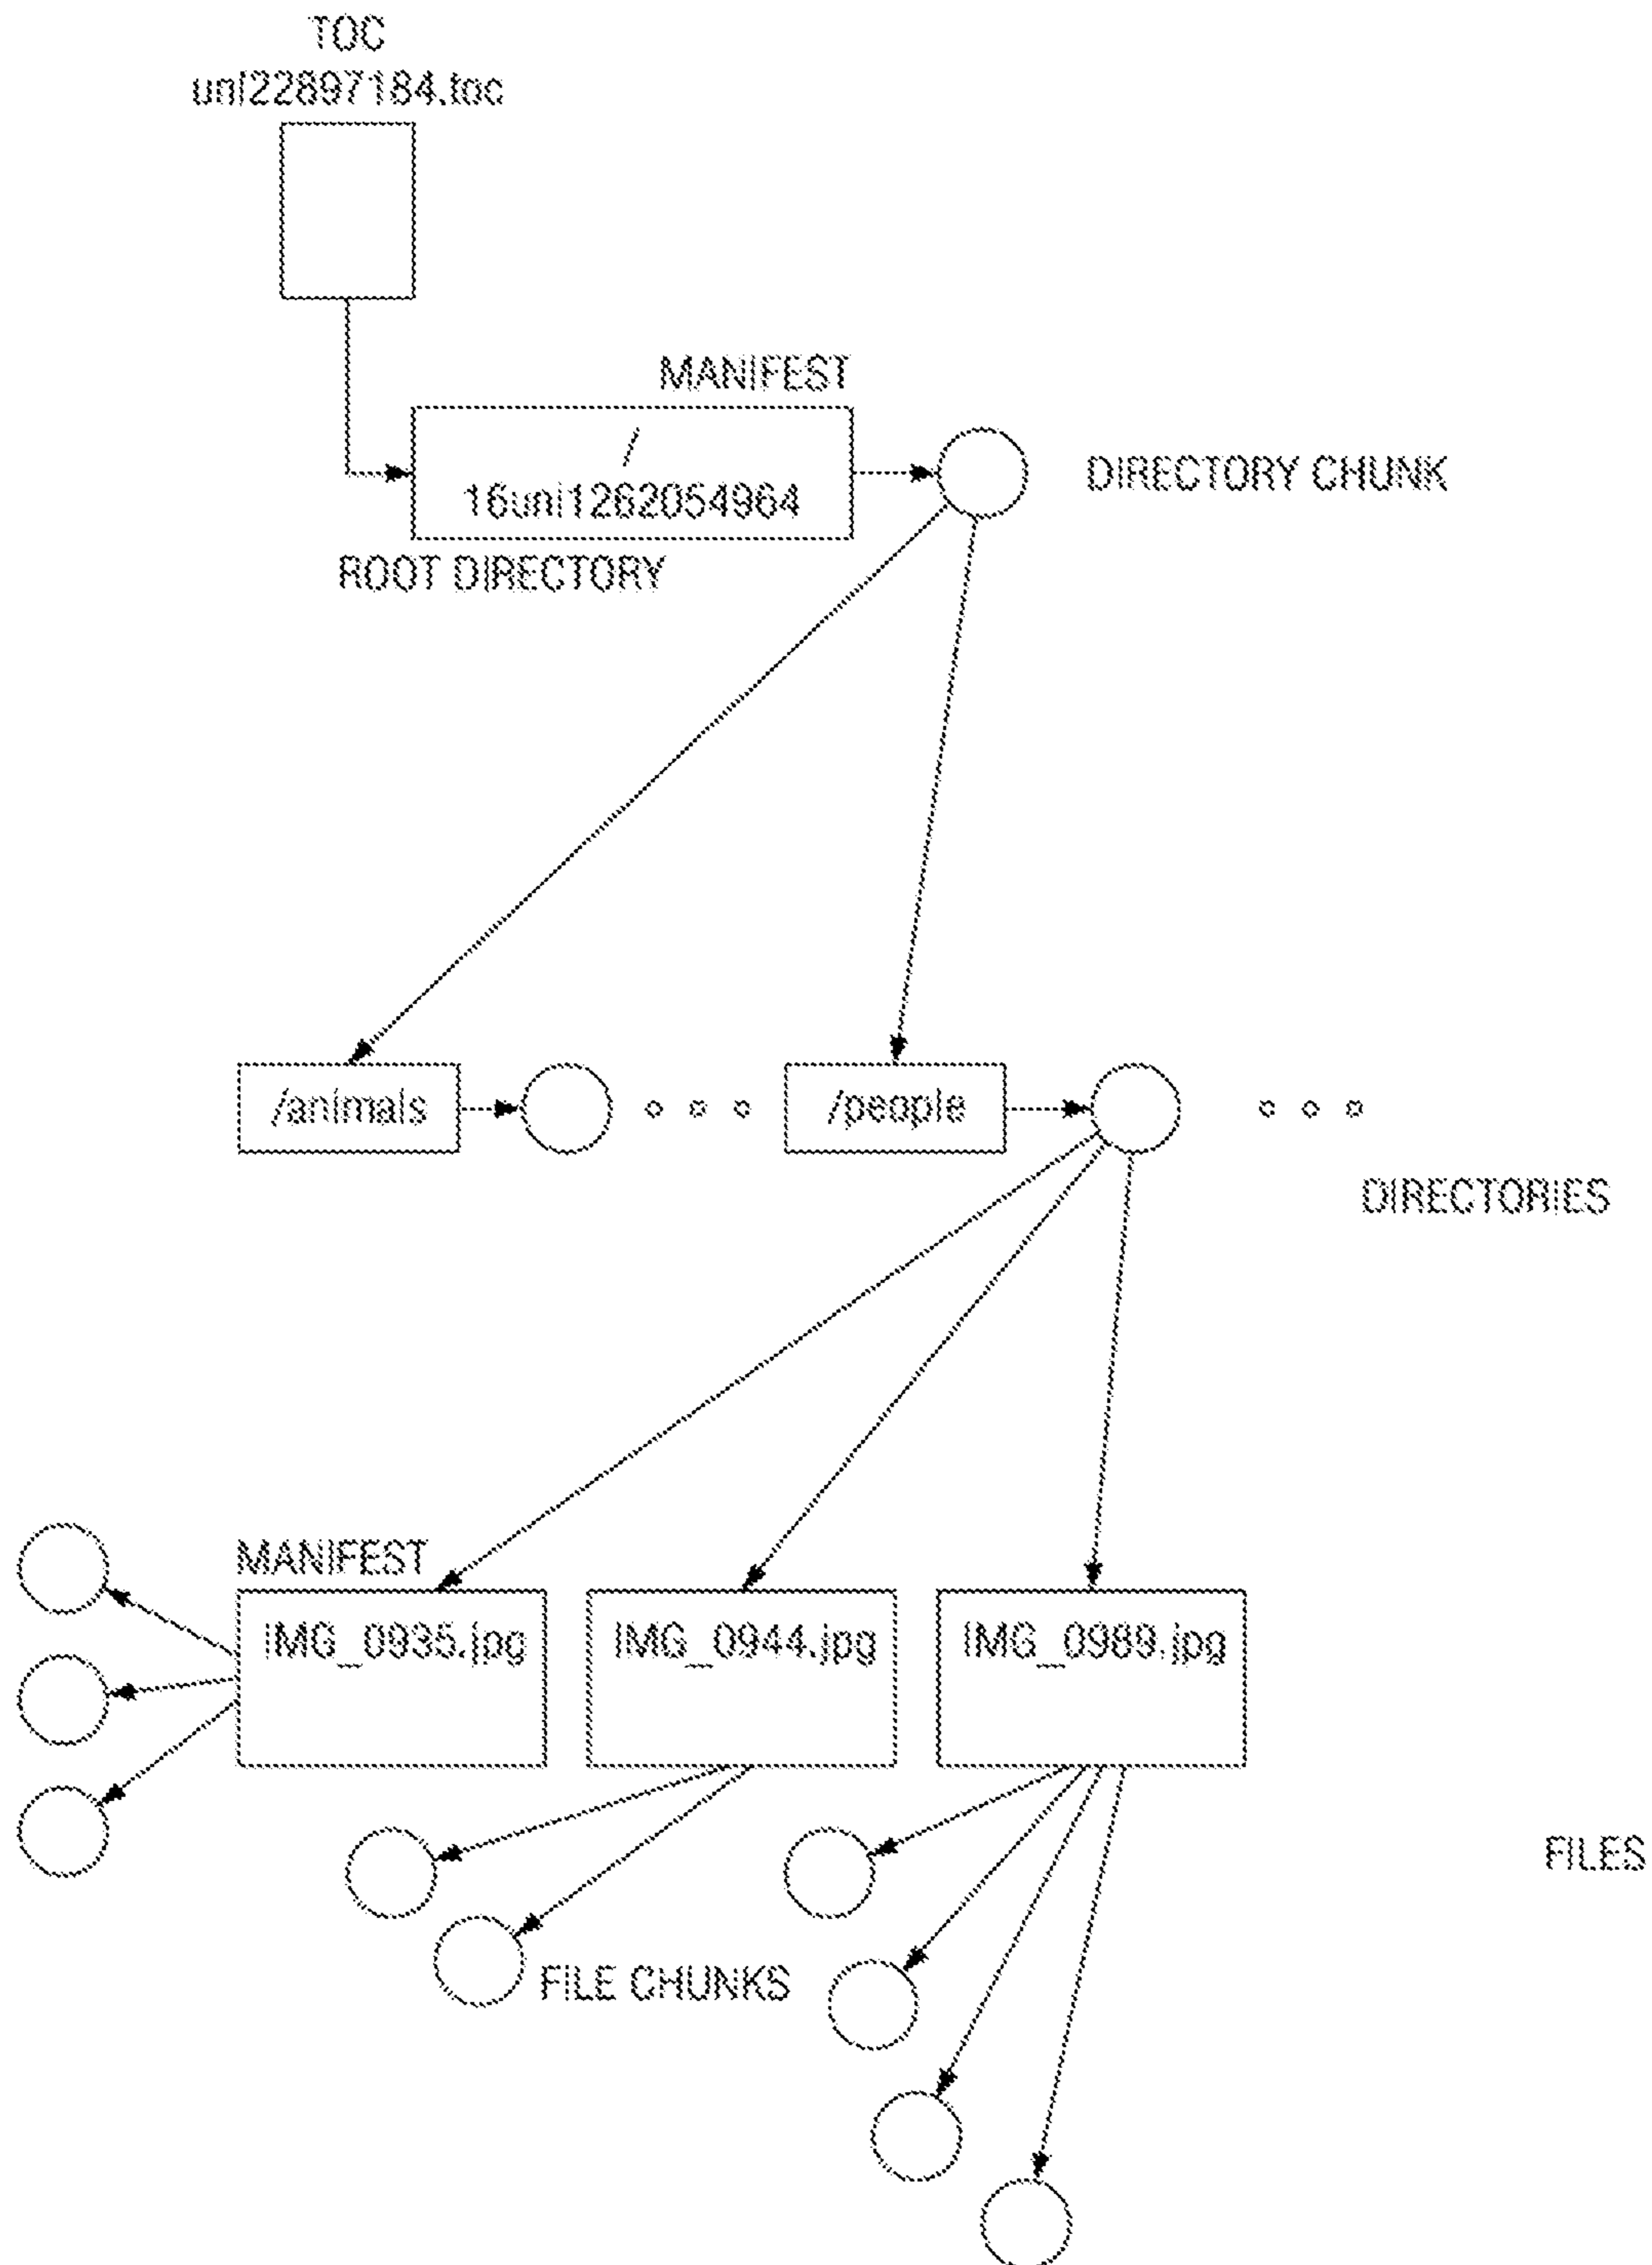 TOC
uni22897184.toc
MANIFEST
/
16uni1262054964
DIRECTORY CHUNK
ROOT DIRECTORY
/animals
/people
DIRECTORIES
MANIFEST
IMG_0935.jpg
IMG_0944.jpg
IMG_0989.jpg
FILES
FILE CHUNKS